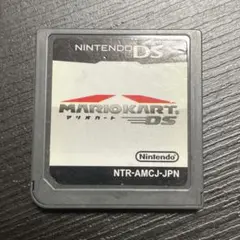 NINTENDO DS
MARIOKART
マリオカート DS
Nintendo
NTR-AMCJ-JPN